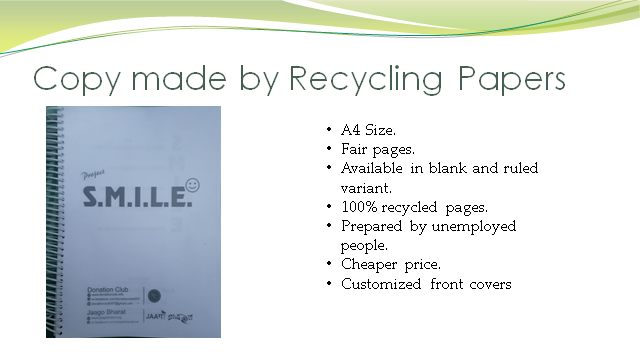 Copy made by Recycling Papers
Project
S.M.I.L.E.
Donation Club
Jaago Bharat
• A4 Size.
• Fair pages.
• Available in blank and ruled
variant.
• 100% recycled pages.
• Prepared by unemployed
people.
• Cheaper price.
• Customized front covers